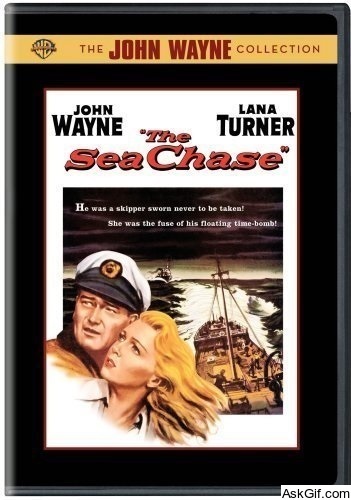 THE JOHN WAYNE COLLECTION
JOHN WAYNE
LANA TURNER
"The Sea Chase"
He was a skipper sworn never to be taken!
She was the fuse of his floating time-bomb!
AskGif.com